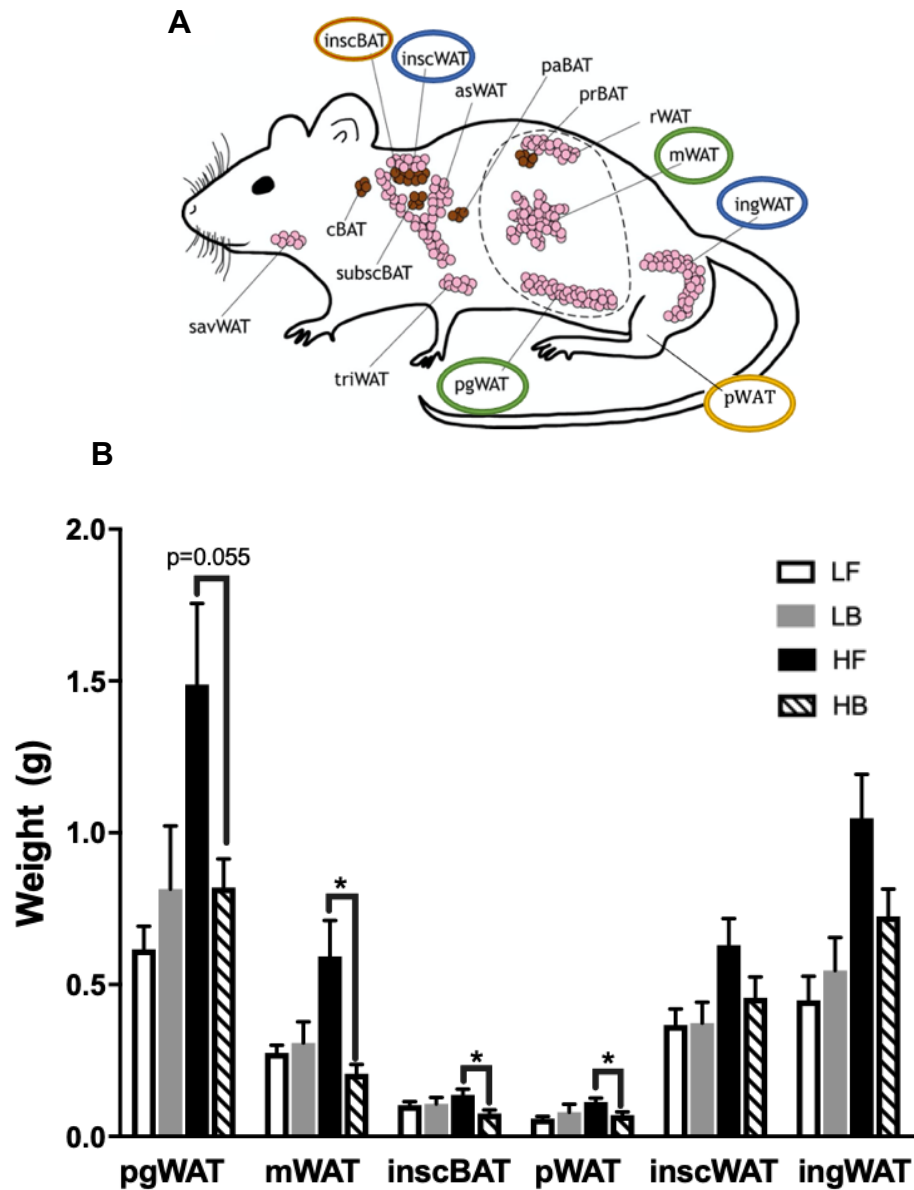 A
inscBAT
inscWAT
asWAT
paBAT
prBAT
rWAT
mWAT
ingWAT
cBAT
subscBAT
savWAT
triWAT
pgWAT
pWAT
B
2.0
1.5
1.0
0.5
0.0
Weight (g)
p=0.055
*
*
*
LF
LB
HF
HB
pgWAT mWAT inscBAT pWAT inscWAT ingWAT